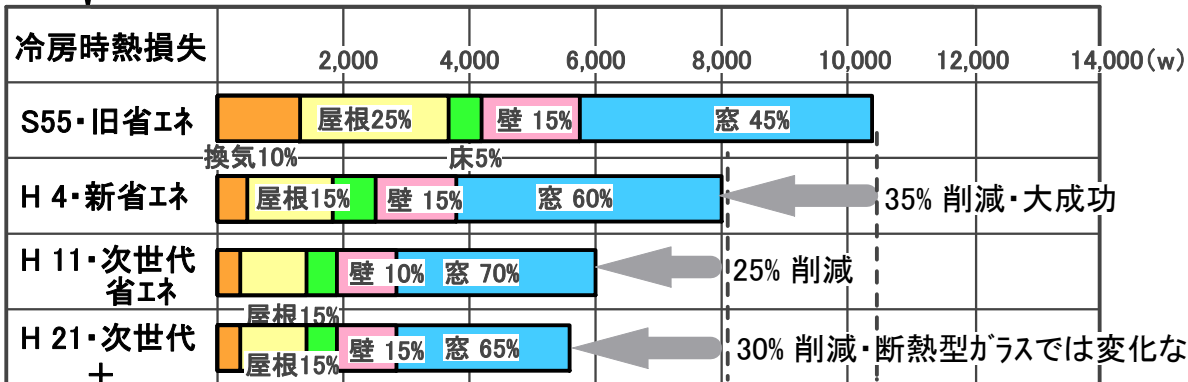 冷房時熱損失 2,000 4,000 6,000 8,000 10,000 12,000 14,000(w)
S55・旧省エネ 屋根25% 壁 15% 窓 45%
換気10% 床5%
H 4・新省エネ 屋根15% 壁 15% 窓 60% 35% 削減・大成功
H 11・次世代
省エネ 壁 10% 窓 70% 25% 削減
屋根15%
H 21・次世代 屋根15% 壁 15% 窓 65% 30% 削減・断熱型ガラスでは変化な
+